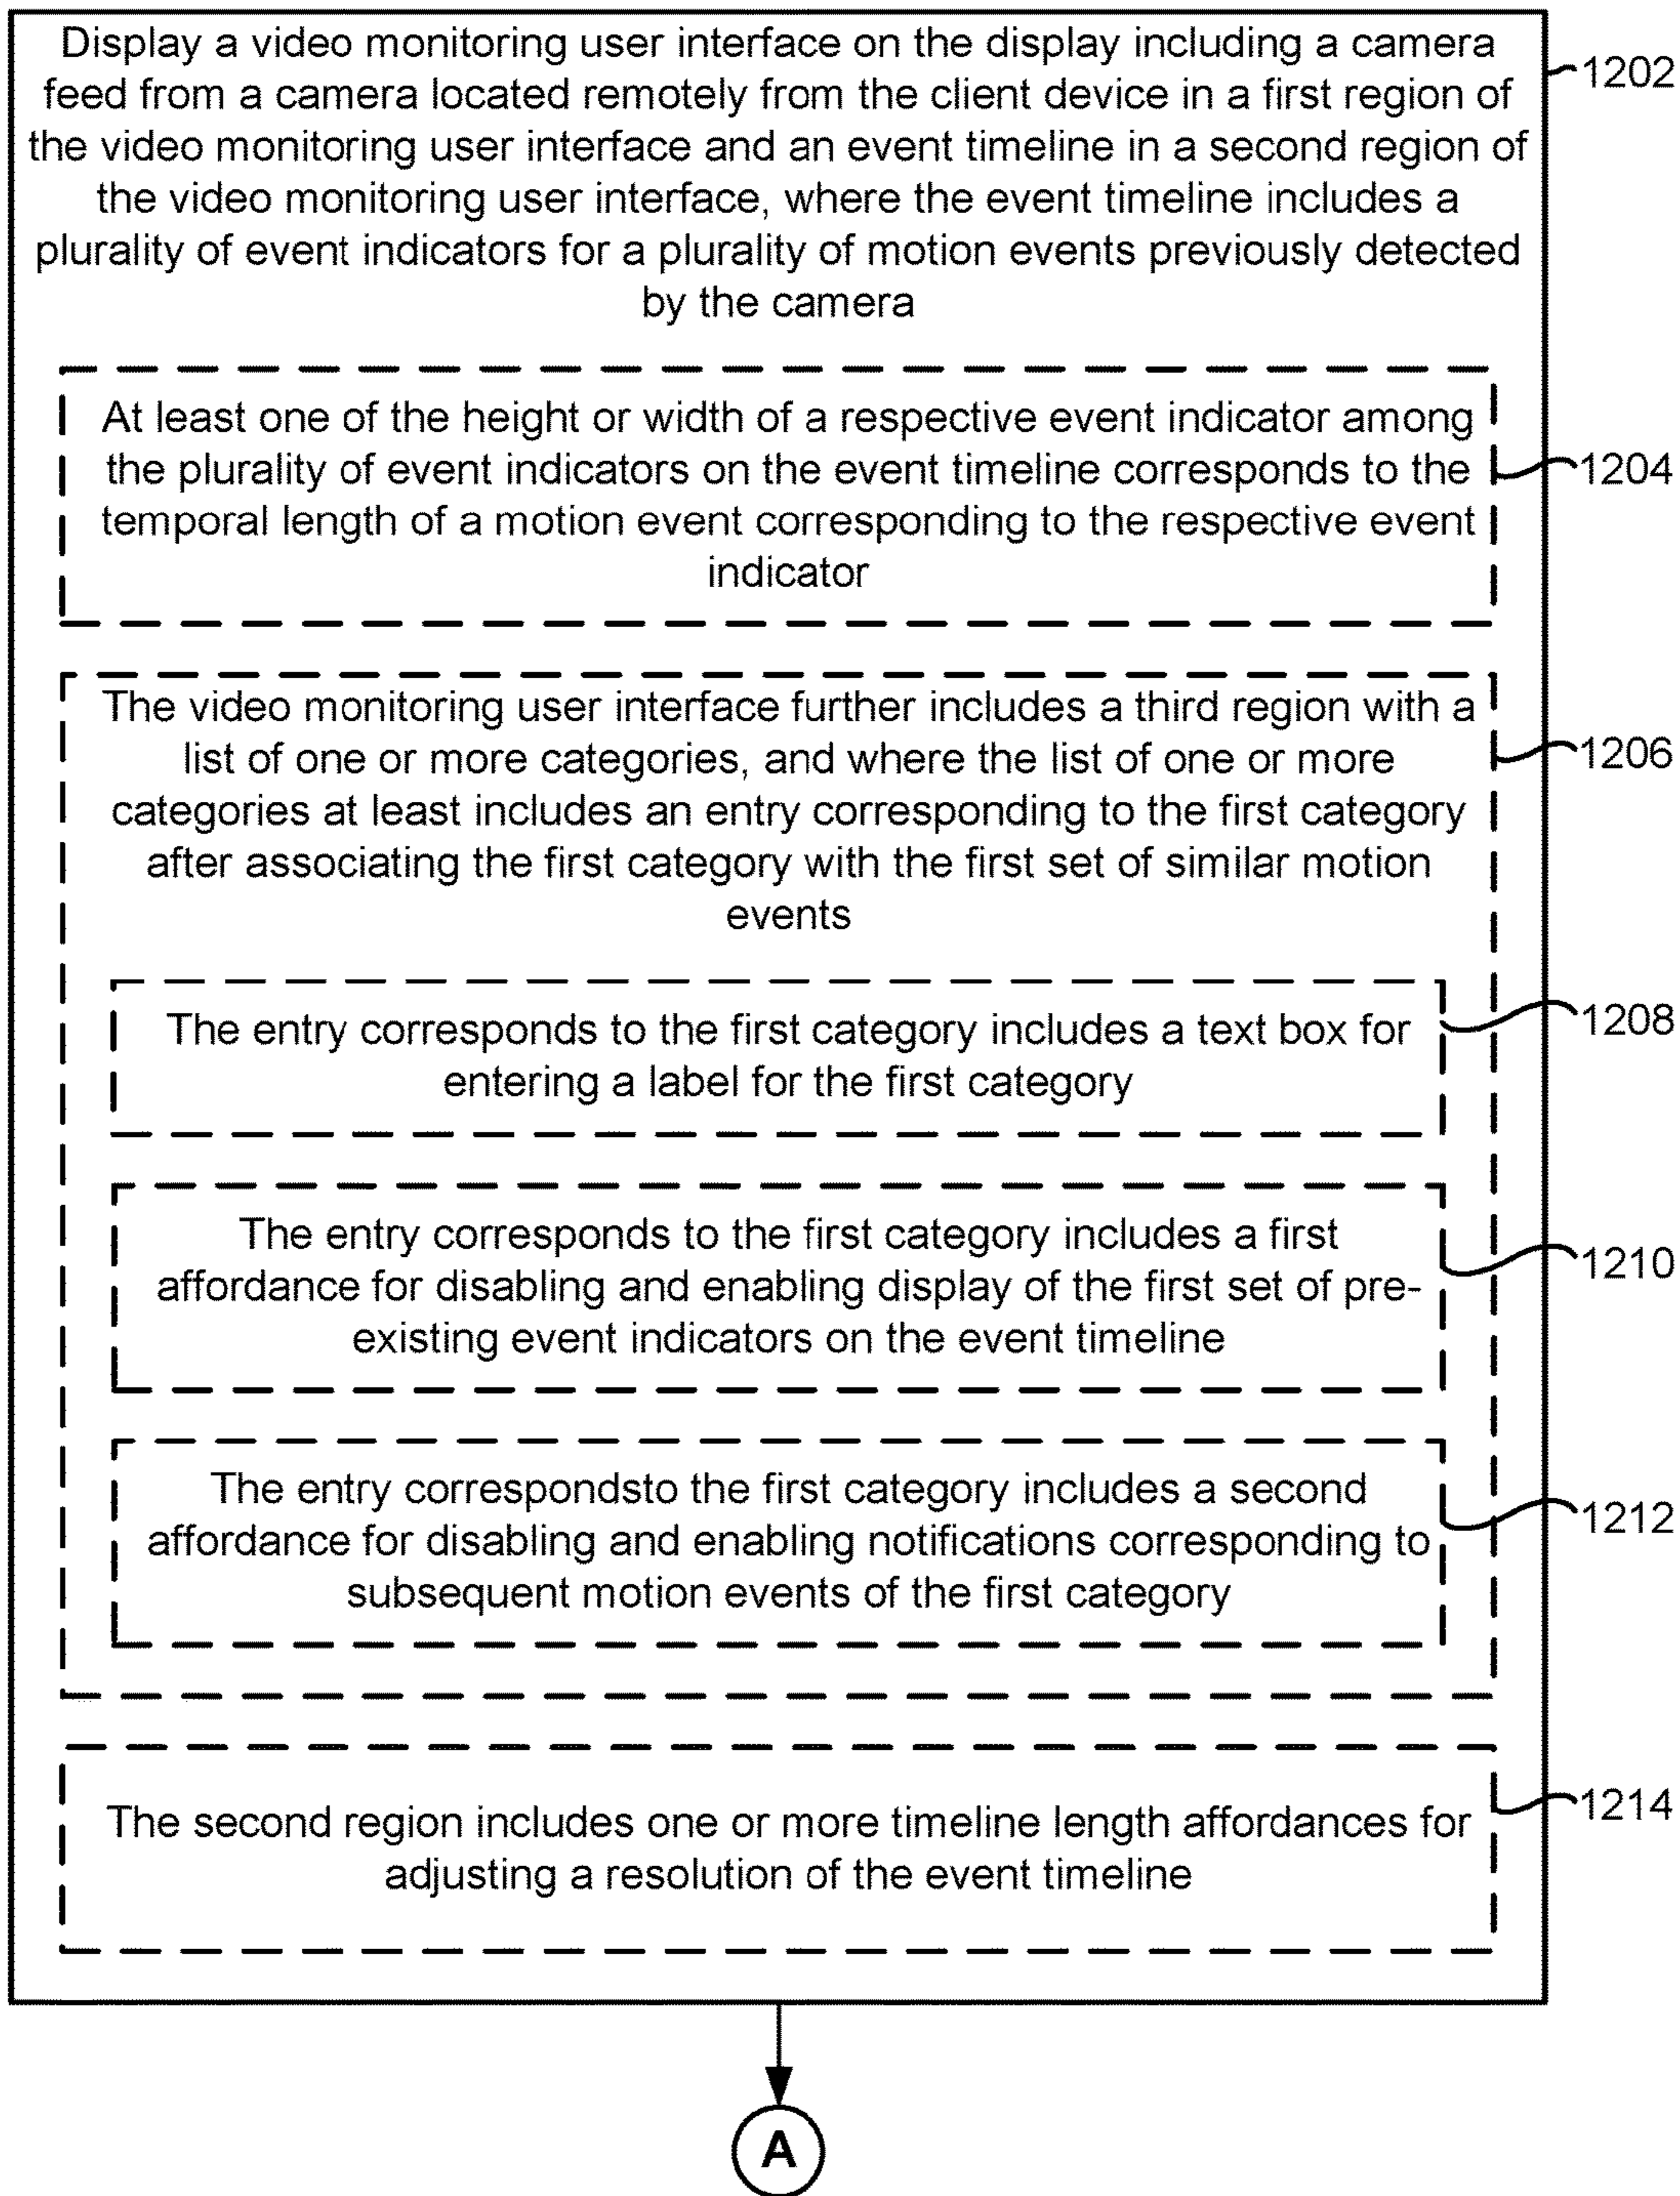 Display a video monitoring user interface on the display including a camera
feed from a camera located remotely from the client device in a first region of
the video monitoring user interface and an event timeline in a second region of
the video monitoring user interface, where the event timeline includes a
plurality of event indicators for a plurality of motion events previously detected
by the camera
1202
At least one of the height or width of a respective event indicator among
the plurality of event indicators on the event timeline corresponds to the
temporal length of a motion event corresponding to the respective event
indicator
1204
The video monitoring user interface further includes a third region with a
list of one or more categories, and where the list of one or more
categories at least includes an entry corresponding to the first category
after associating the first category with the first set of similar motion
events
1206
The entry corresponds to the first category includes a text box for
entering a label for the first category
1208
The entry corresponds to the first category includes a first
affordance for disabling and enabling display of the first set of pre-
existing event indicators on the event timeline
1210
The entry correspondsto the first category includes a second
affordance for disabling and enabling notifications corresponding to
subsequent motion events of the first category
1212
The second region includes one or more timeline length affordances for
adjusting a resolution of the event timeline
1214
A